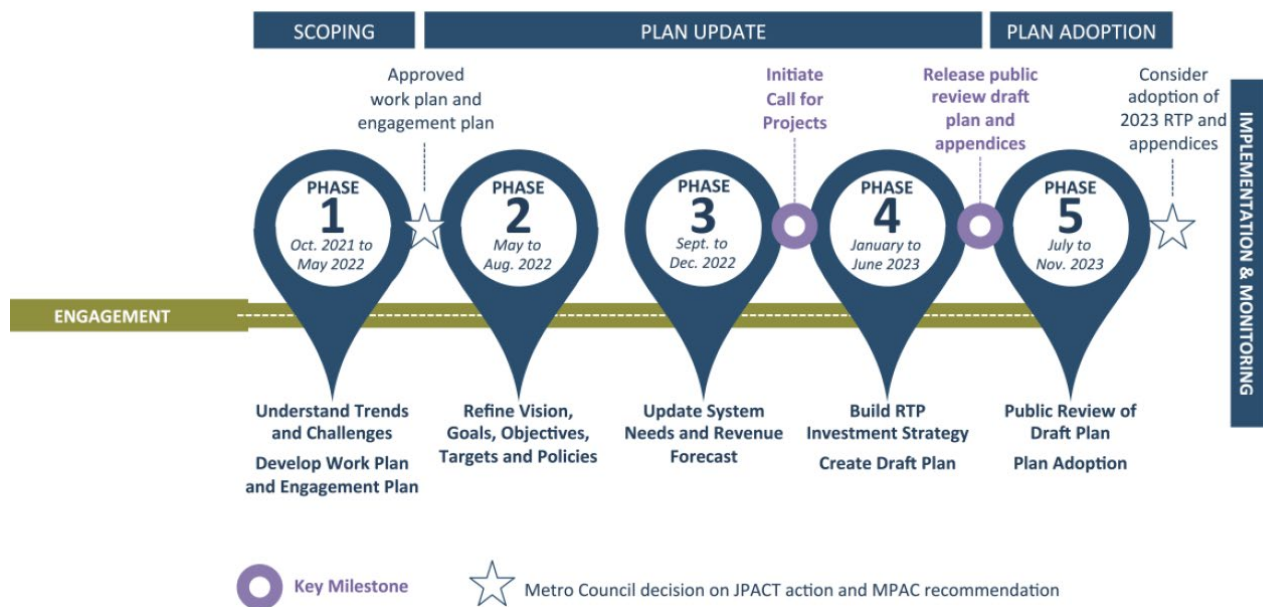 SCOPING
PLAN UPDATE
PLAN ADOPTION
Approved
work plan and
engagement plan
Initiate
Call for
Projects
Release public
review draft
plan and
appendices
Consider
adoption of
2023 RTP and
appendices
PHASE
1
Oct. 2021 to
May 2022
PHASE
2
May to
Aug. 2022
PHASE
3
Sept. to
Dec. 2022
PHASE
4
January to
June 2023
PHASE
5
July to
Nov. 2023
IMPLEMENTATION & MONITORING
ENGAGEMENT
Understand Trends
and Challenges
Develop Work Plan
and Engagement Plan
Refine Vision,
Goals, Objectives,
Targets and Policies
Update System
Needs and Revenue
Forecast
Build RTP
Investment Strategy
Create Draft Plan
Public Review of
Draft Plan
Plan Adoption
Key Milestone
Metro Council decision on JPACT action and MPAC recommendation